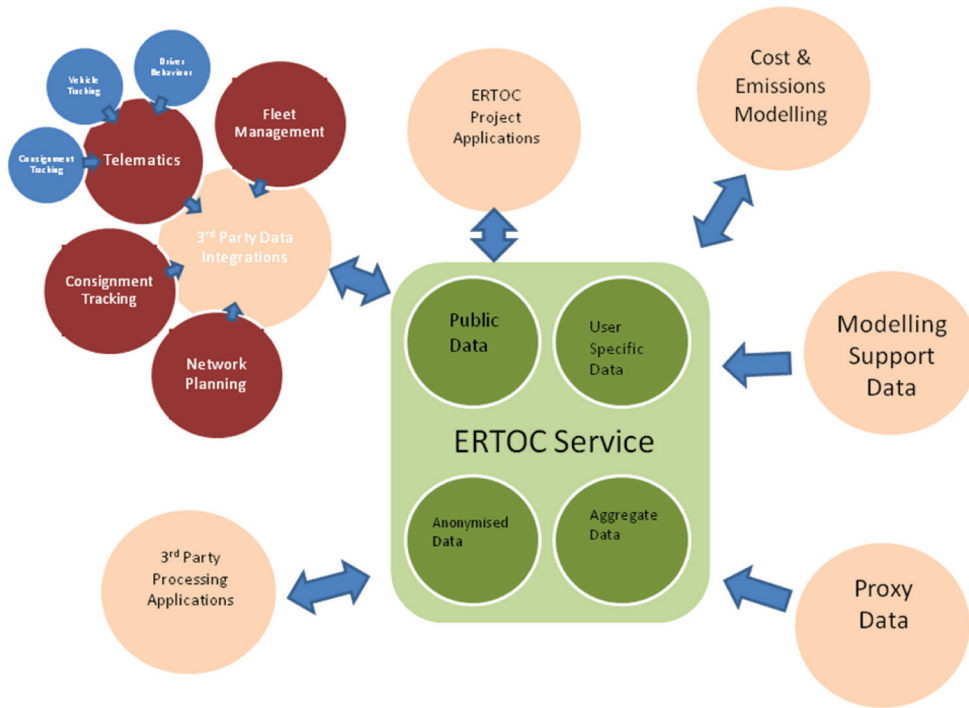 Driver
Behaviour
Vehicle
Tracking
Consignment
Tracking
Telematics
Fleet
Management
3rd Party Data
Integrations
Consignment
Tracking
Network
Planning
ERTOC
Project
Applications
Cost &
Emissions
Modelling
Public
Data
User
Specific
Data
Modelling
Support
Data
ERTOC Service
Anonymised
Data
Aggregate
Data
3rd Party
Processing
Applications
Proxy
Data